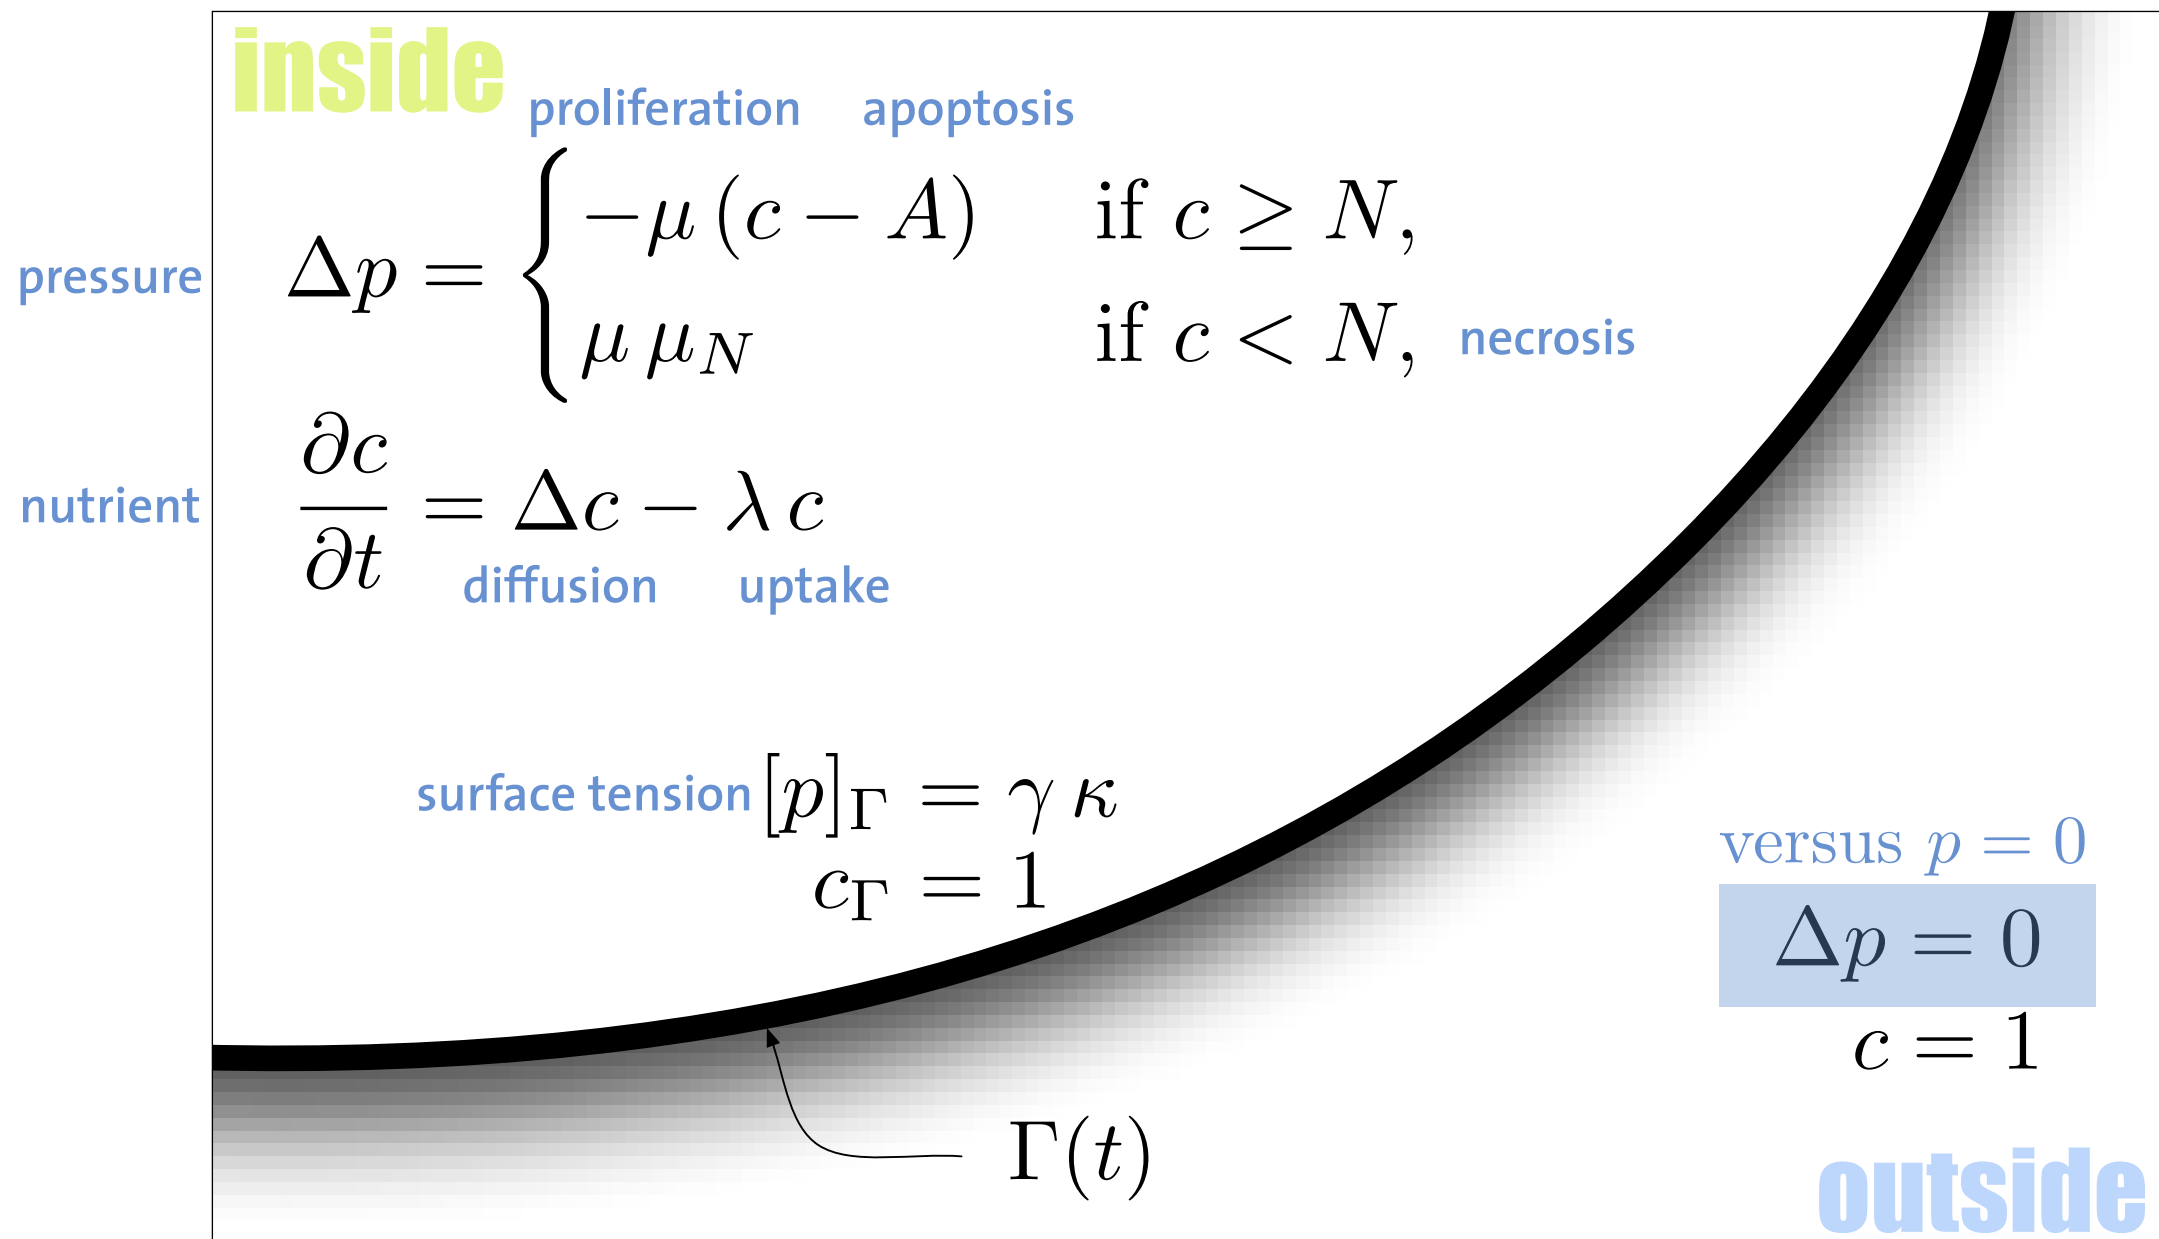 inside
proliferation apoptosis
pressure Δp = { −μ (c − A) if c ≥ N,
μ μ_N if c < N, necrosis
nutrient ∂c/∂t = Δc − λ c
diffusion uptake
surface tension [p]_Γ = γ κ
c_Γ = 1
versus p = 0
Δp = 0
c = 1
Γ(t)
outside